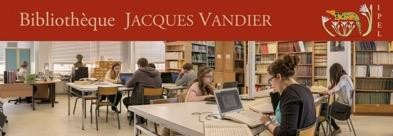 Bibliothèque JACQUES VANDIER
IPEL